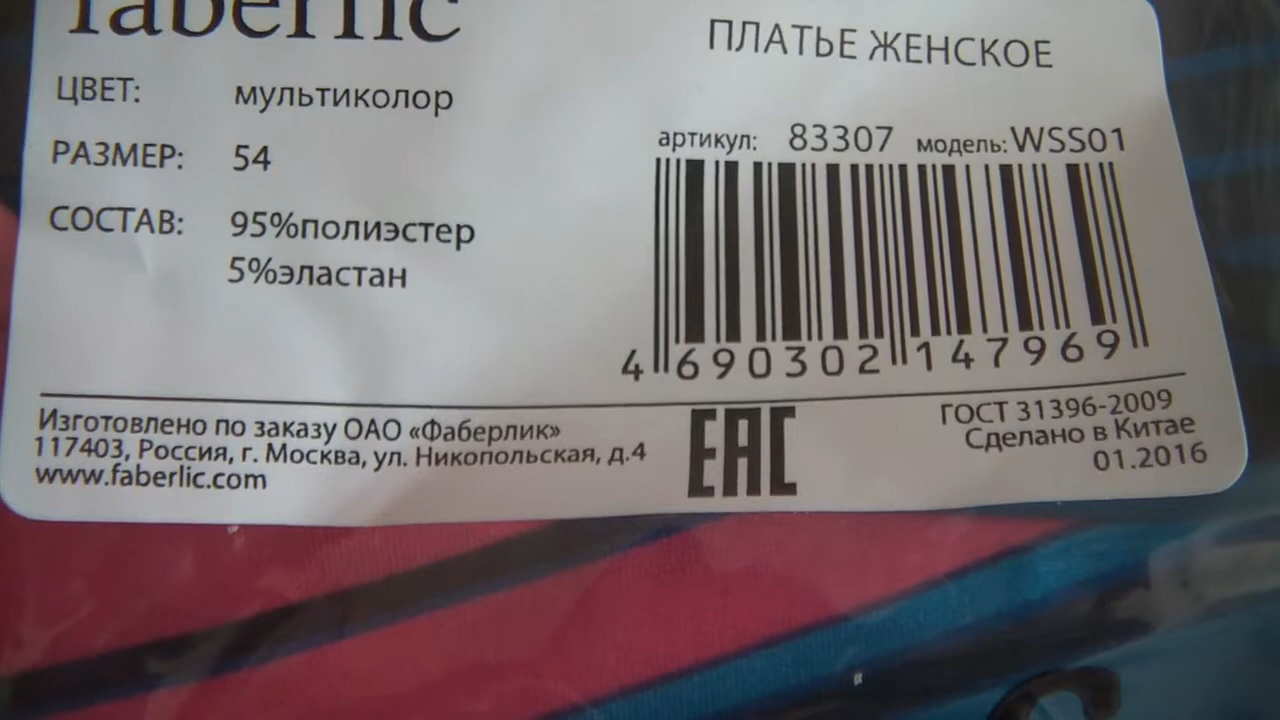 faberlic
ПЛАТЬЕ ЖЕНСКОЕ
ЦВЕТ: мультиколор
РАЗМЕР: 54
СОСТАВ: 95%полиэстер
5%эластан
артикул: 83307 модель: WSS01
4 690302 147969
Изготовлено по заказу ОАО «Фаберлик»
117403, Россия, г. Москва, ул. Никопольская, д.4
www.faberlic.com
EAC
ГОСТ 31396-2009
Сделано в Китае
01.2016